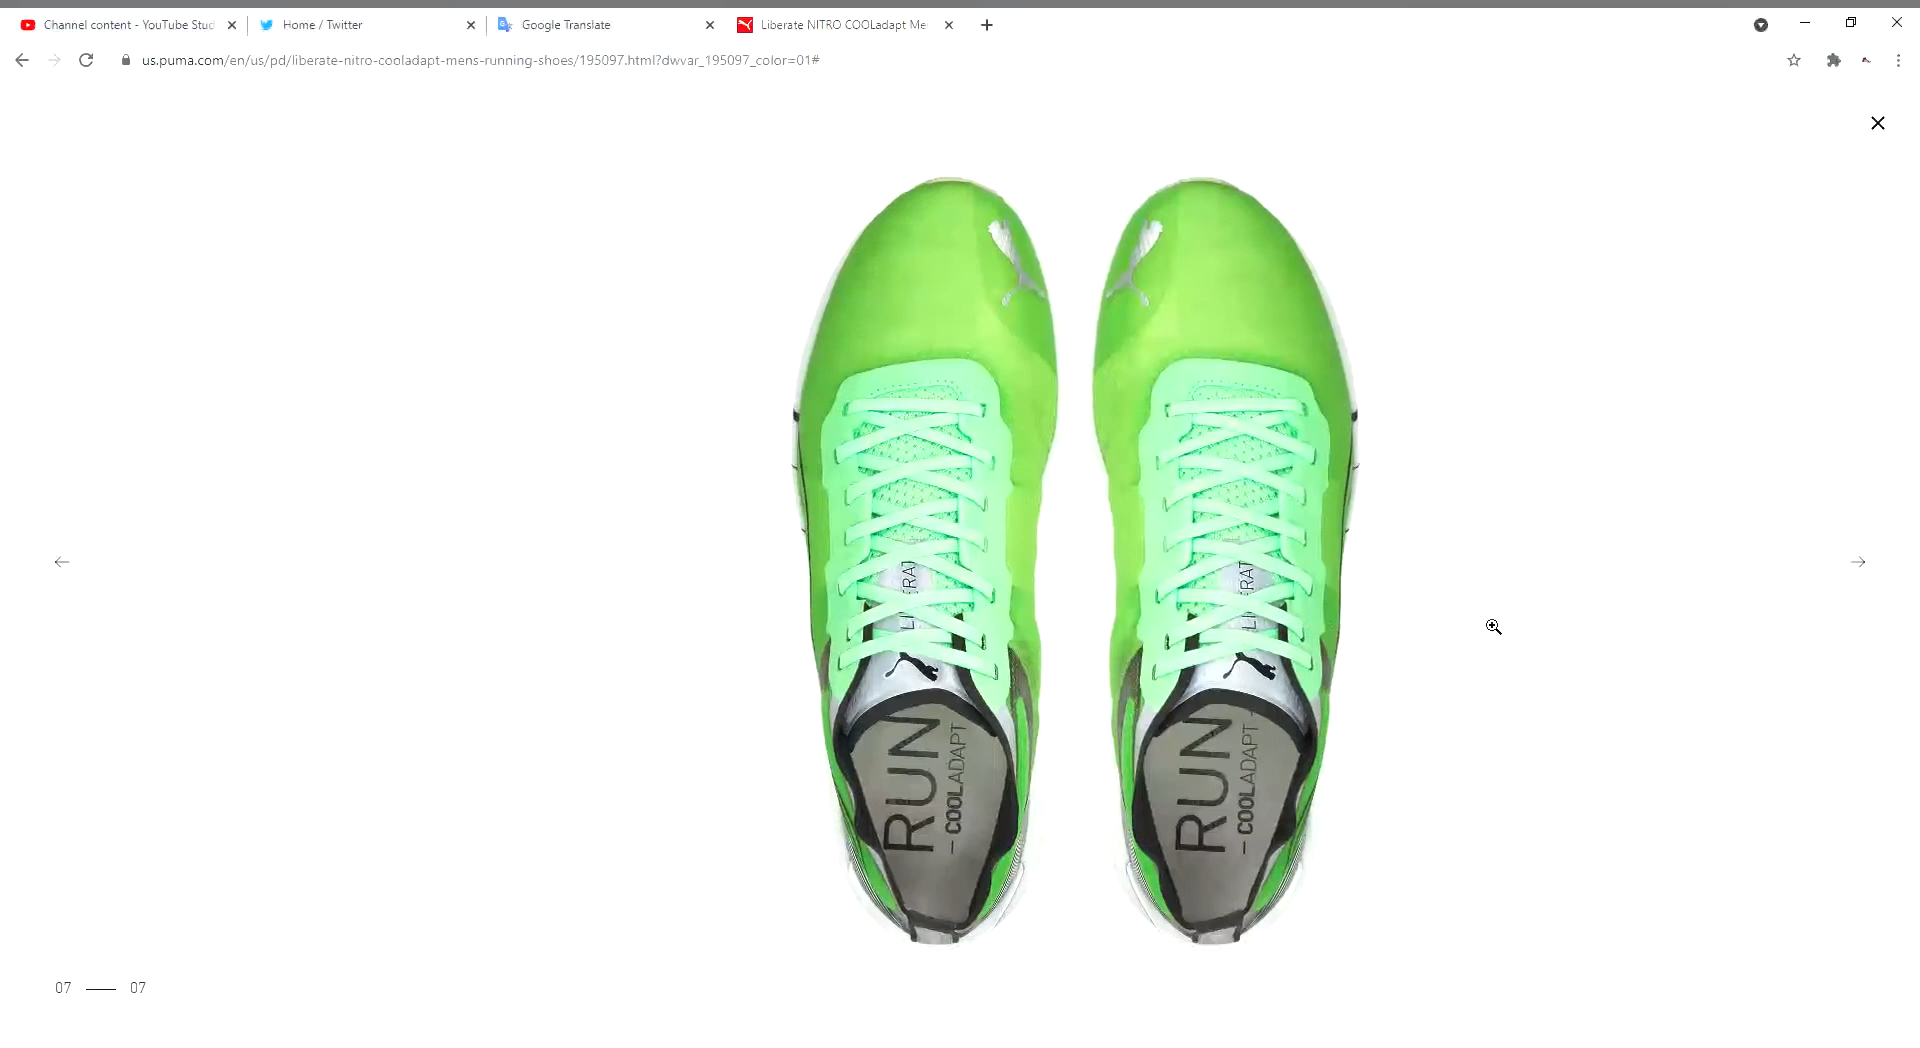 Channel content - YouTube Stud
Home / Twitter
Google Translate
Liberate NITRO COOLadapt Me
us.puma.com/en/us/pd/liberate-nitro-cooladapt-mens-running-shoes/195097.html?dwvar_195097_color=01#
RUN
- COOLADAPT -
RUN
- COOLADAPT -
07 — 07